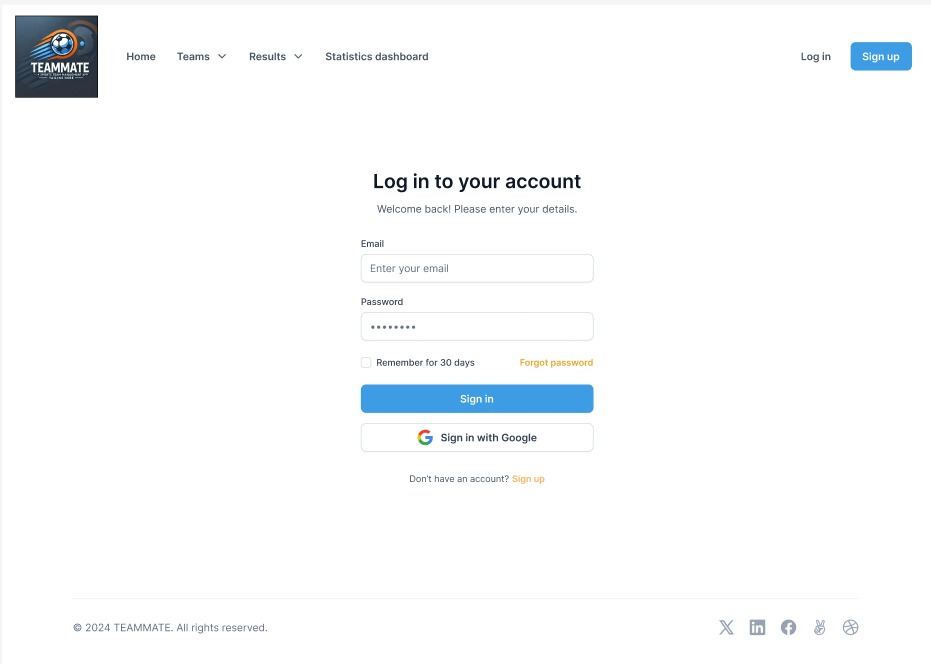 TEAMMATE
Home Teams Results Statistics dashboard Log in Sign up
Log in to your account
Welcome back! Please enter your details.
Email
Enter your email
Password
••••••••
Remember for 30 days Forgot password
Sign in
Sign in with Google
Don't have an account? Sign up
© 2024 TEAMMATE. All rights reserved.